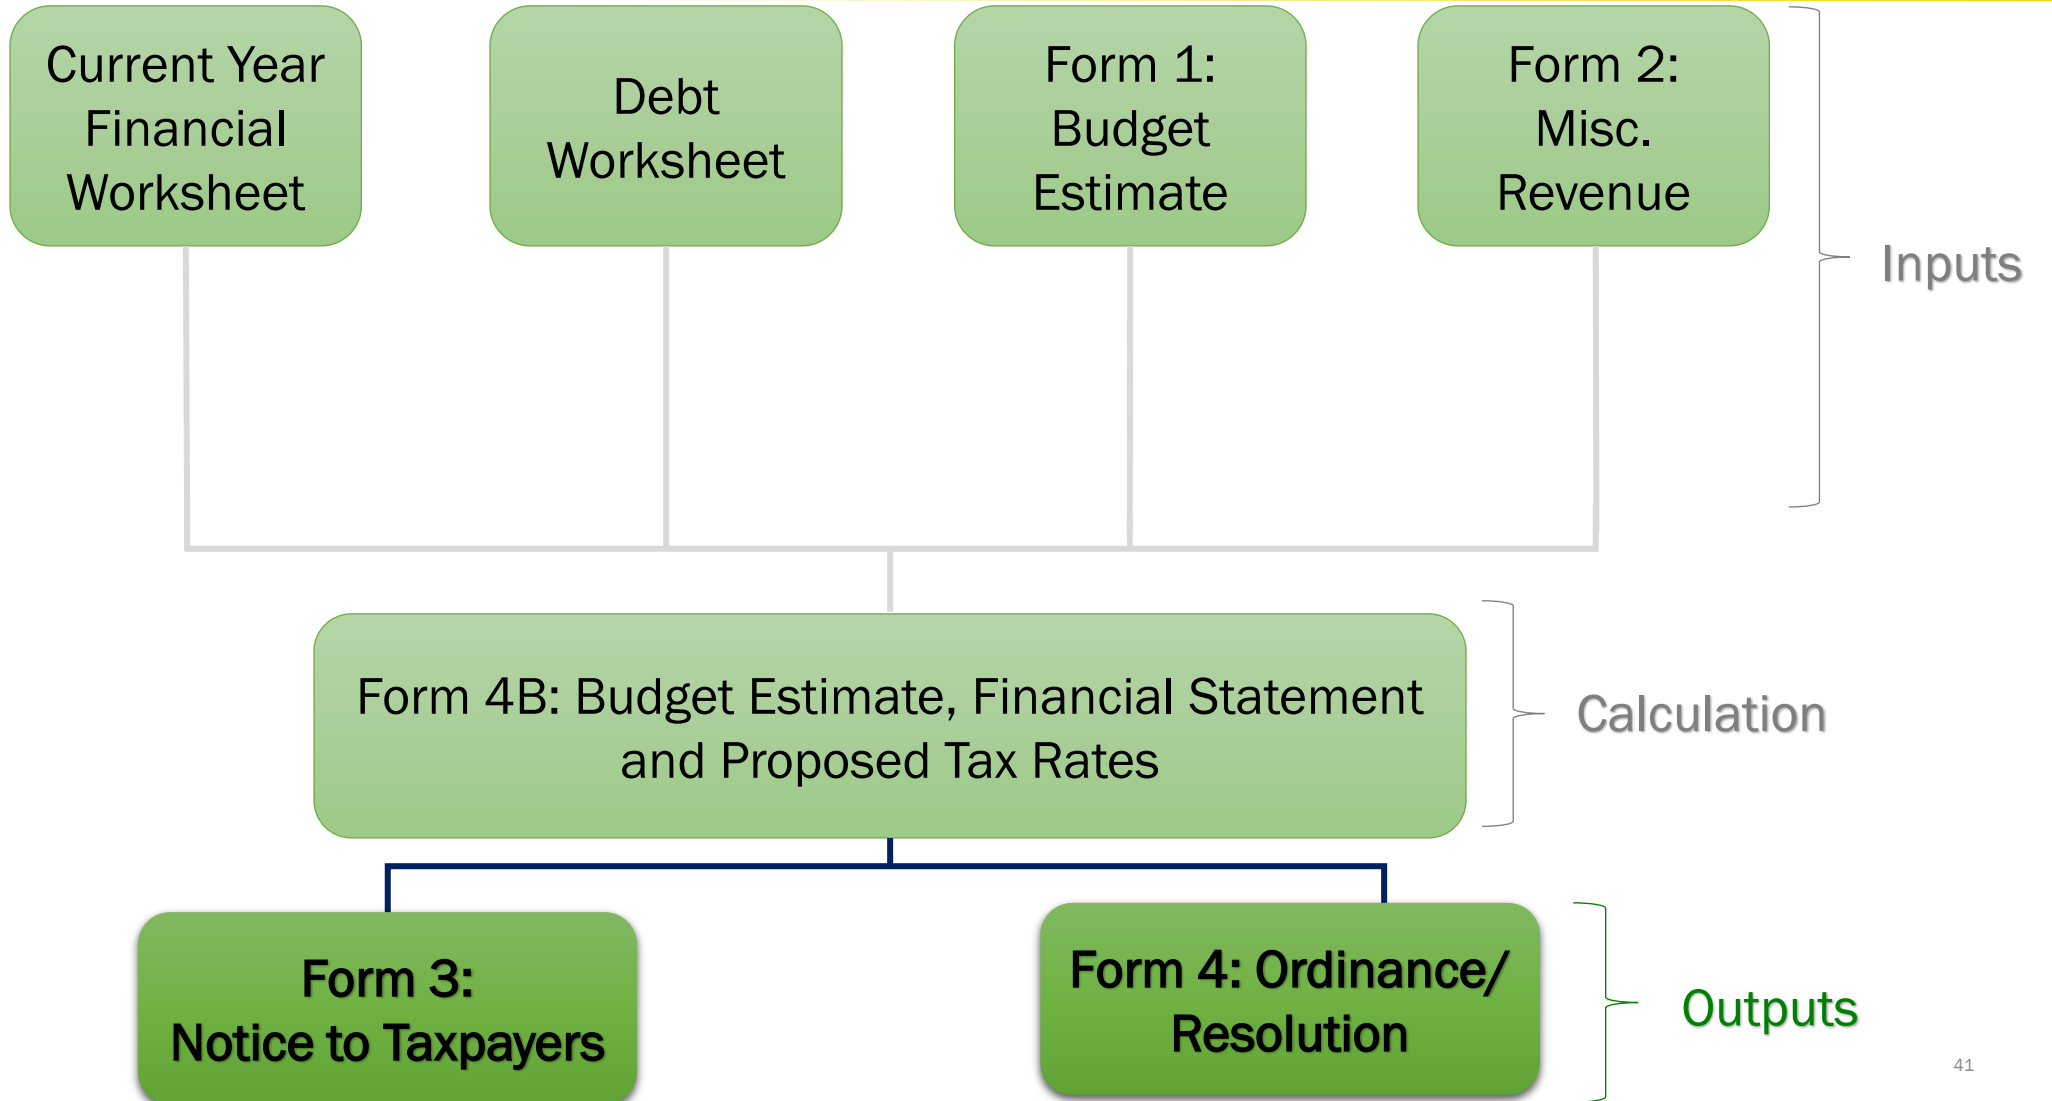 Current Year
Financial
Worksheet
Debt
Worksheet
Form 1:
Budget
Estimate
Form 2:
Misc.
Revenue
Inputs
Form 4B: Budget Estimate, Financial Statement
and Proposed Tax Rates
Calculation
Form 3:
Notice to Taxpayers
Form 4: Ordinance/
Resolution
Outputs
41